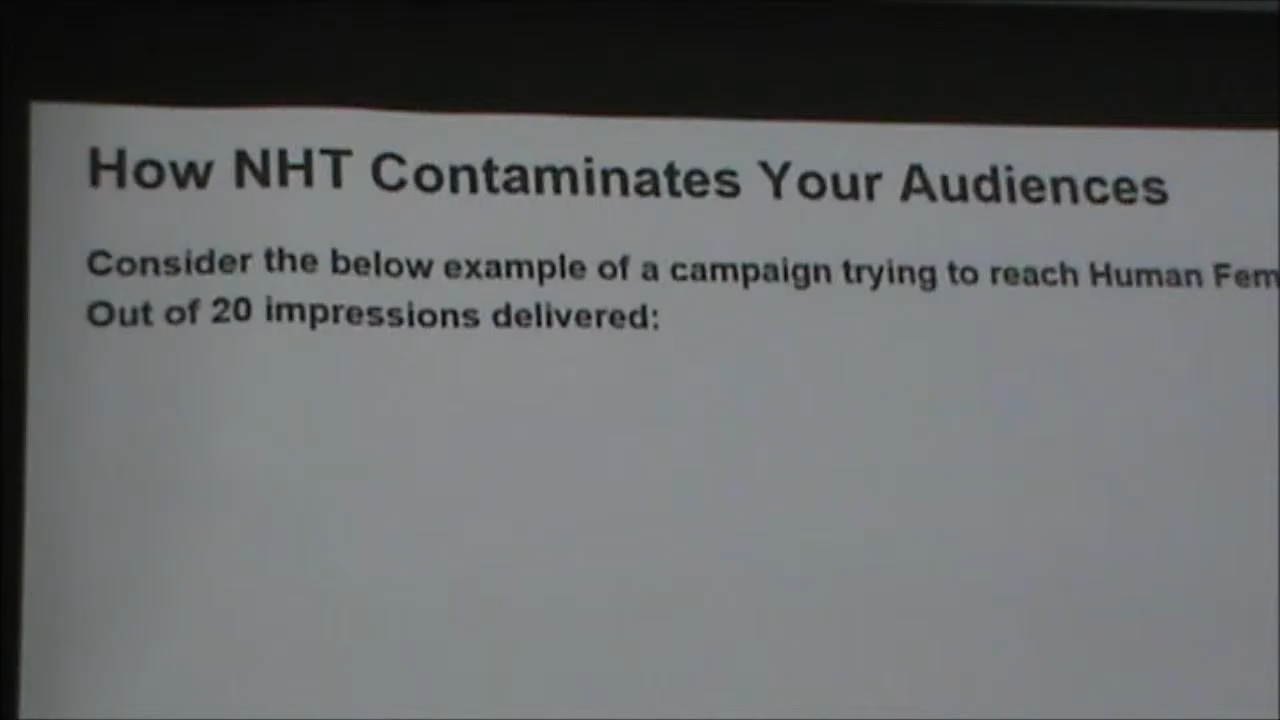 How NHT Contaminates Your Audiences
Consider the below example of a campaign trying to reach Human Fem
Out of 20 impressions delivered: